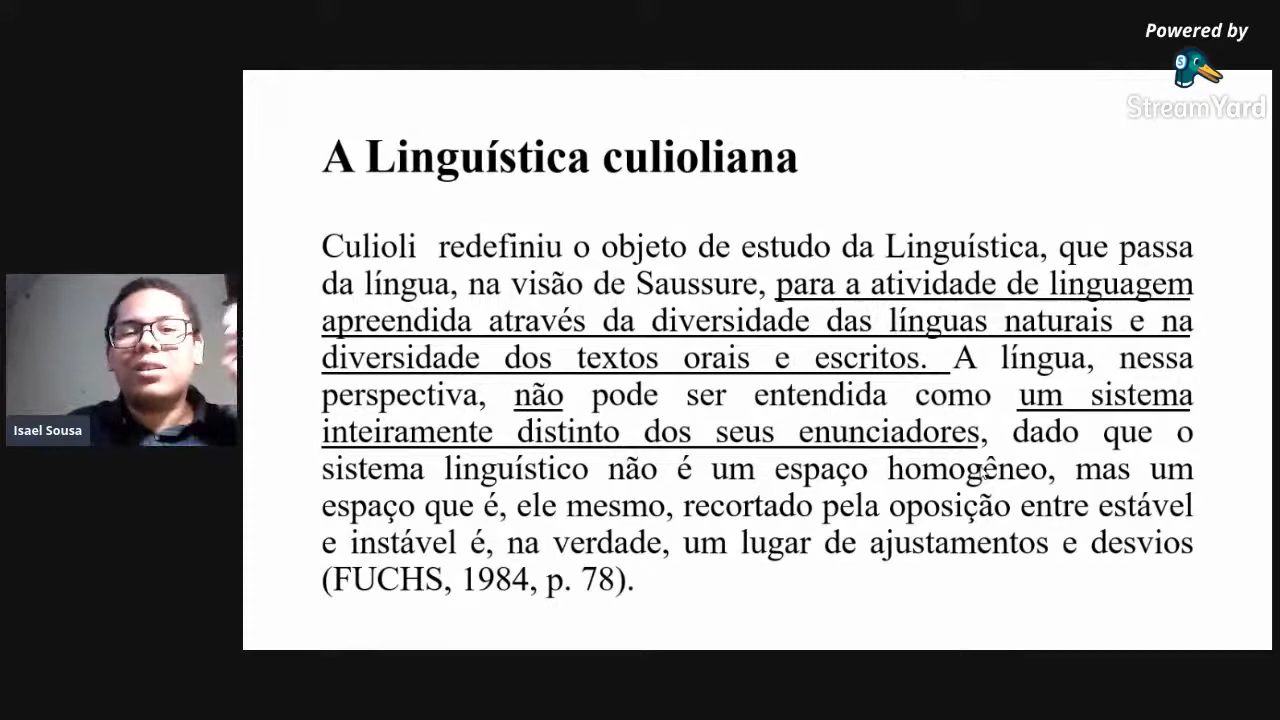 Powered by
StreamYard
A Linguística culioliana
Culioli redefiniu o objeto de estudo da Linguística, que passa
da língua, na visão de Saussure, para a atividade de linguagem
apreendida através da diversidade das línguas naturais e na
diversidade dos textos orais e escritos. A língua, nessa
perspectiva, não pode ser entendida como um sistema
inteiramente distinto dos seus enunciadores, dado que o
sistema linguístico não é um espaço homogêneo, mas um
espaço que é, ele mesmo, recortado pela oposição entre estável
e instável é, na verdade, um lugar de ajustamentos e desvios
(FUCHS, 1984, p. 78).
Isael Sousa